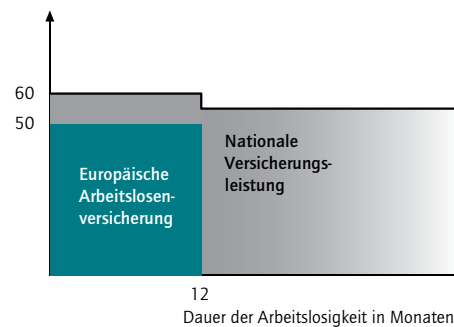 60
50
Nationale
Versicherungs-
leistung
Europäische
Arbeitslosen-
versicherung
12
Dauer der Arbeitslosigkeit in Monaten